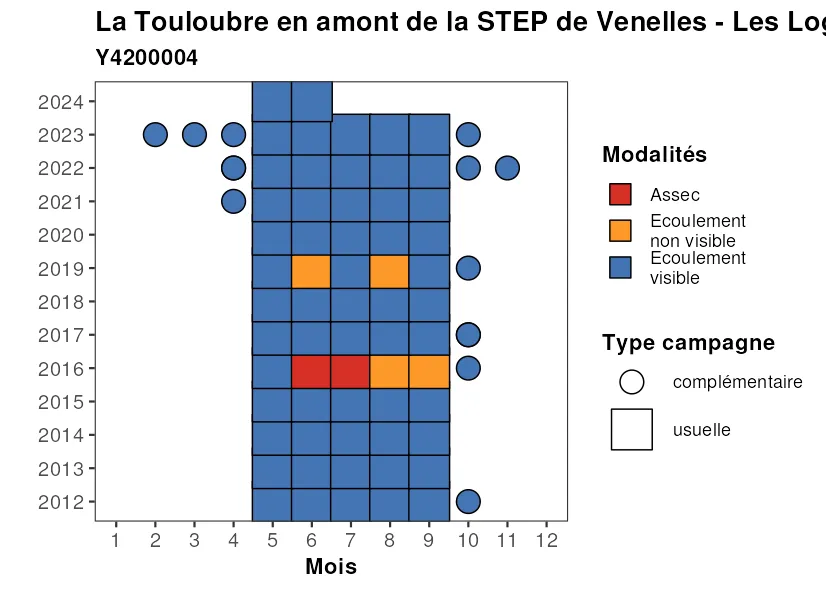 La Touloubre en amont de la STEP de Venelles - Les
Y4200004
2024
2023
2022
2021
2020
2019
2018
2017
2016
2015
2014
2013
2012
1 2 3 4 5 6 7 8 9 10 11 12
Mois
Modalités
Assec
Ecoulement
non visible
Ecoulement
visible
Type campagne
complémentaire
usuelle